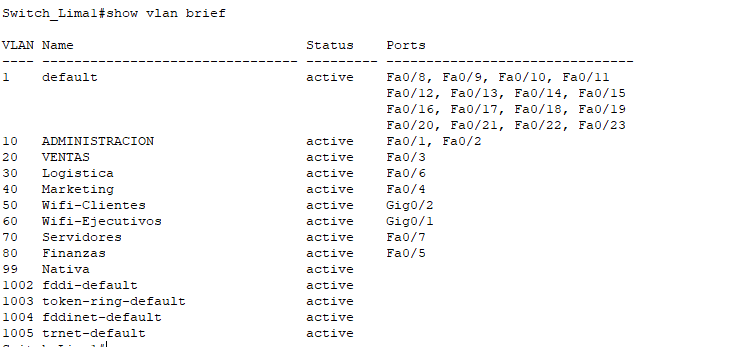 Switch_Lima1#show vlan brief
VLAN Name                             Status    Ports
---- -------------------------------- --------- -------------------------------
1    default                          active    Fa0/8, Fa0/9, Fa0/10, Fa0/11
                                                Fa0/12, Fa0/13, Fa0/14, Fa0/15
                                                Fa0/16, Fa0/17, Fa0/18, Fa0/19
                                                Fa0/20, Fa0/21, Fa0/22, Fa0/23
10   ADMINISTRACION                   active    Fa0/1, Fa0/2
20   VENTAS                           active    Fa0/3
30   Logistica                        active    Fa0/6
40   Marketing                        active    Fa0/4
50   Wifi-Clientes                    active    Gig0/2
60   Wifi-Ejecutivos                  active    Gig0/1
70   Servidores                       active    Fa0/7
80   Finanzas                         active    Fa0/5
99   Nativa                           active
1002 fddi-default                     active
1003 token-ring-default               active
1004 fddinet-default                  active
1005 trnet-default                    active
Switch_Lima1#